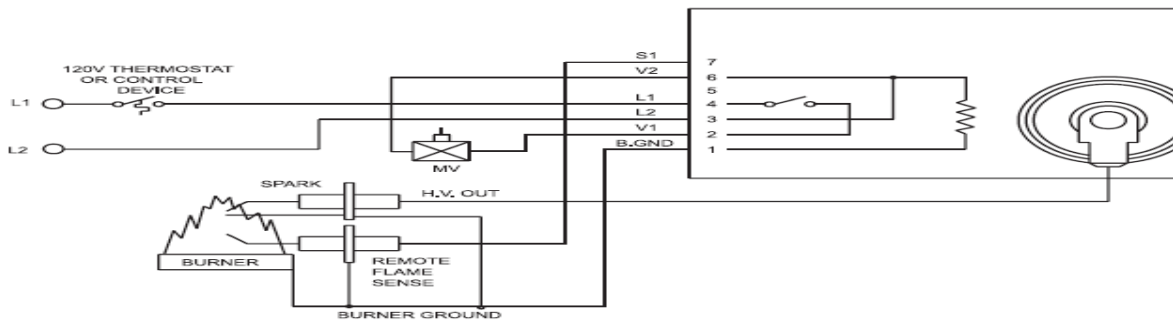 120V THERMOSTAT
OR CONTROL
DEVICE
L1
L2
S1
V2
L1
L2
V1
B.GND
7
6
5
4
3
2
1
MV
SPARK
H.V. OUT
BURNER
REMOTE
FLAME
SENSE
BURNER GROUND